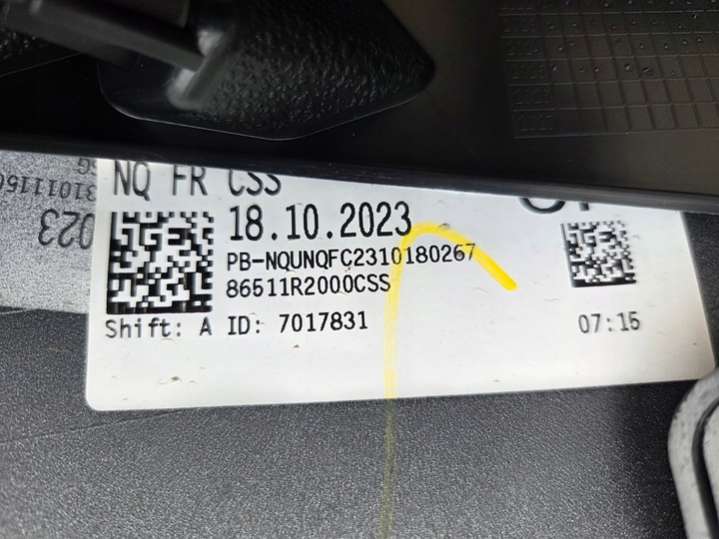 NQ FR CSS
18.10.2023
PB-NQUNQFC2310180267
86511R2000CSS
Shift: A ID: 7017831
07:15